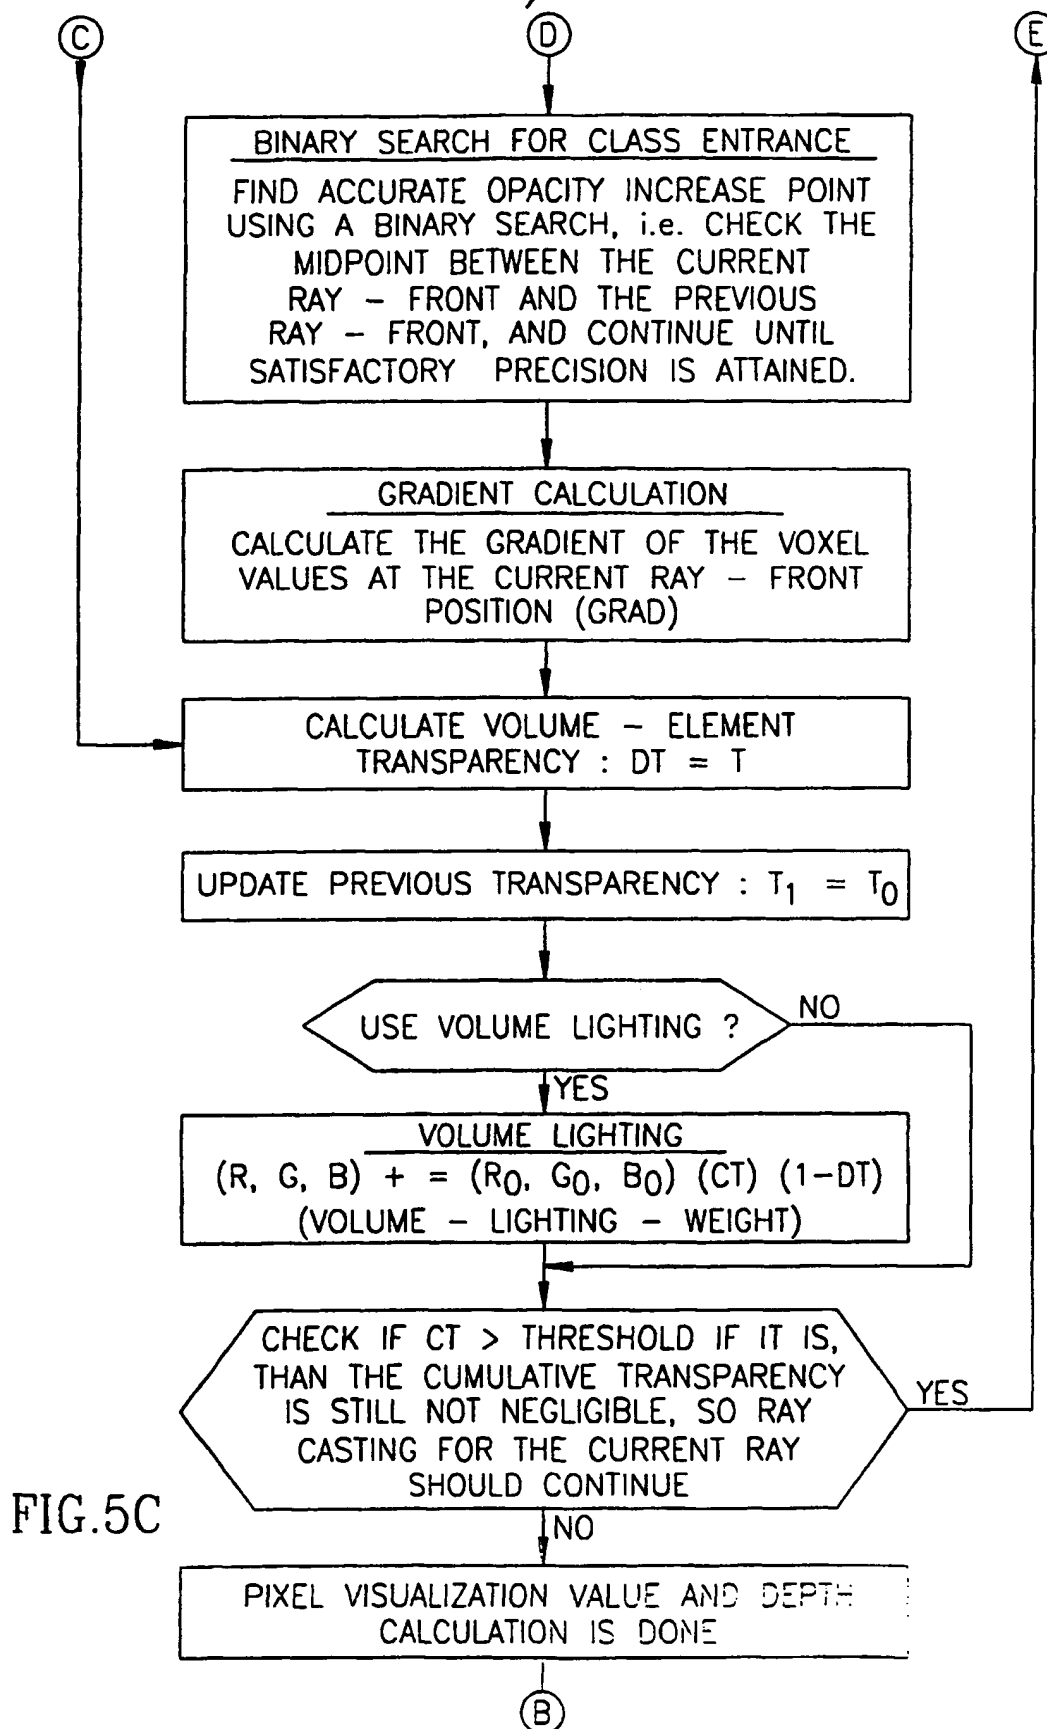 C
D
E
BINARY SEARCH FOR CLASS ENTRANCE
FIND ACCURATE OPACITY INCREASE POINT
USING A BINARY SEARCH, i.e. CHECK THE
MIDPOINT BETWEEN THE CURRENT
RAY – FRONT AND THE PREVIOUS
RAY – FRONT, AND CONTINUE UNTIL
SATISFACTORY PRECISION IS ATTAINED.
GRADIENT CALCULATION
CALCULATE THE GRADIENT OF THE VOXEL
VALUES AT THE CURRENT RAY – FRONT
POSITION (GRAD)
CALCULATE VOLUME – ELEMENT
TRANSPARENCY : DT = T
UPDATE PREVIOUS TRANSPARENCY : T1 = T0
USE VOLUME LIGHTING ?
NO
YES
VOLUME LIGHTING
(R, G, B) + = (R0, G0, B0) (CT) (1-DT)
(VOLUME – LIGHTING – WEIGHT)
CHECK IF CT > THRESHOLD IF IT IS,
THAN THE CUMULATIVE TRANSPARENCY
IS STILL NOT NEGLIGIBLE, SO RAY
CASTING FOR THE CURRENT RAY
SHOULD CONTINUE
YES
FIG.5C
NO
PIXEL VISUALIZATION VALUE AND DEPTH
CALCULATION IS DONE
B